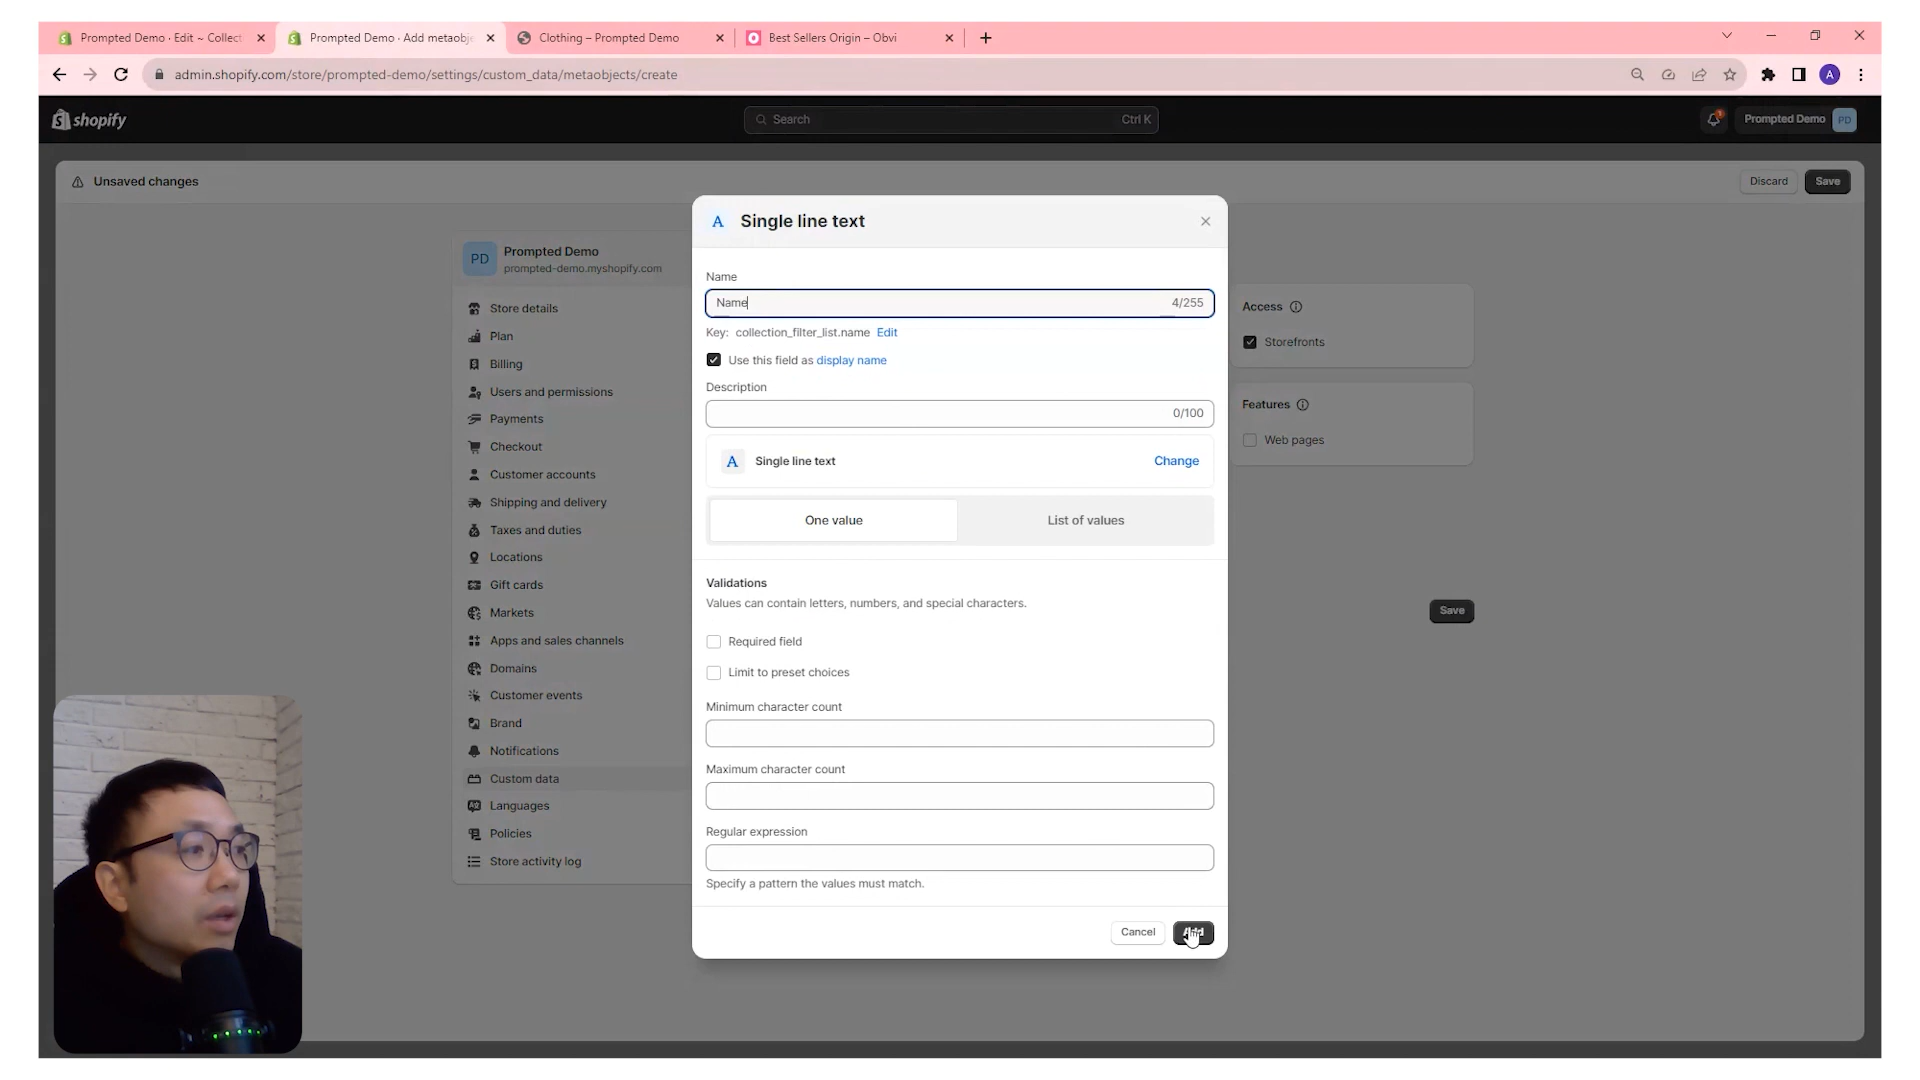 Prompted Demo · Edit ~ Collect
Prompted Demo · Add metaobje
Clothing – Prompted Demo
Best Sellers Origin – Obvi
admin.shopify.com/store/prompted-demo/settings/custom_data/metaobjects/create
A
shopify
Search
Ctrl K
Prompted Demo
PD
Unsaved changes
Discard
Save
PD
Prompted Demo
prompted-demo.myshopify.com
Store details
Plan
Billing
Users and permissions
Payments
Checkout
Customer accounts
Shipping and delivery
Taxes and duties
Locations
Gift cards
Markets
Apps and sales channels
Domains
Customer events
Brand
Notifications
Custom data
Languages
Policies
Store activity log
A Single line text
Name
Name 4/255
Key: collection_filter_list.name Edit
Use this field as display name
Description
0/100
A Single line text Change
One value List of values
Validations
Values can contain letters, numbers, and special characters.
Required field
Limit to preset choices
Minimum character count
Maximum character count
Regular expression
Specify a pattern the values must match.
Cancel
Access
Storefronts
Features
Web pages
Save